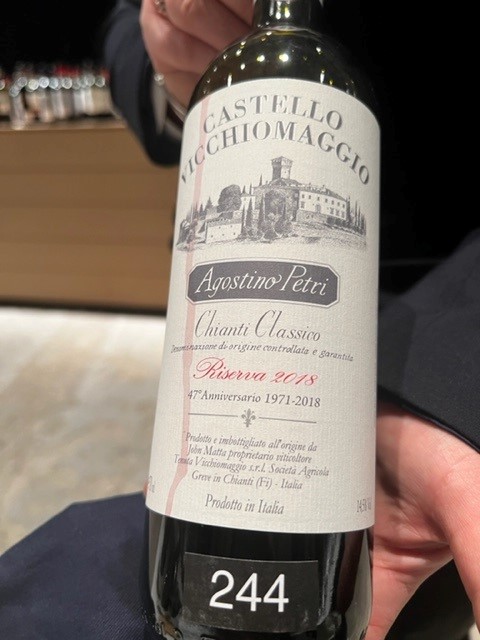 CASTELLO
VICCHIOMAGGIO
Agostino Petri
Chianti Classico
Denominazione di origine controllata e garantita
Riserva 2018
47° Anniversario 1971-2018
Prodotto e imbottigliato all'origine da
John Matta proprietario viticoltore
Tenuta Vicchiomaggio s.r.l. Società Agricola
Greve in Chianti (Fi) - Italia
Prodotto in Italia
244